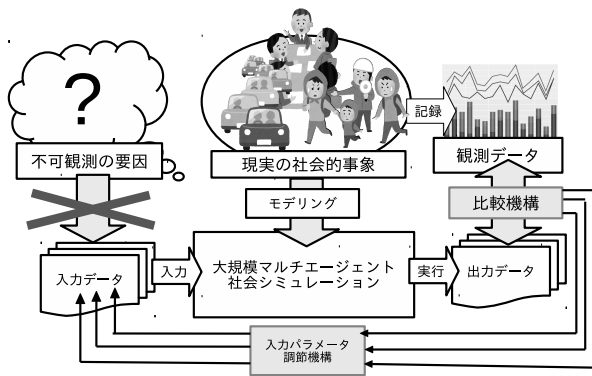 ?
不可観測の要因
現実の社会的事象
記録
観測データ
モデリング
比較機構
入力データ
入力
大規模マルチエージェント
社会シミュレーション
実行
出力データ
入力パラメータ
調節機構